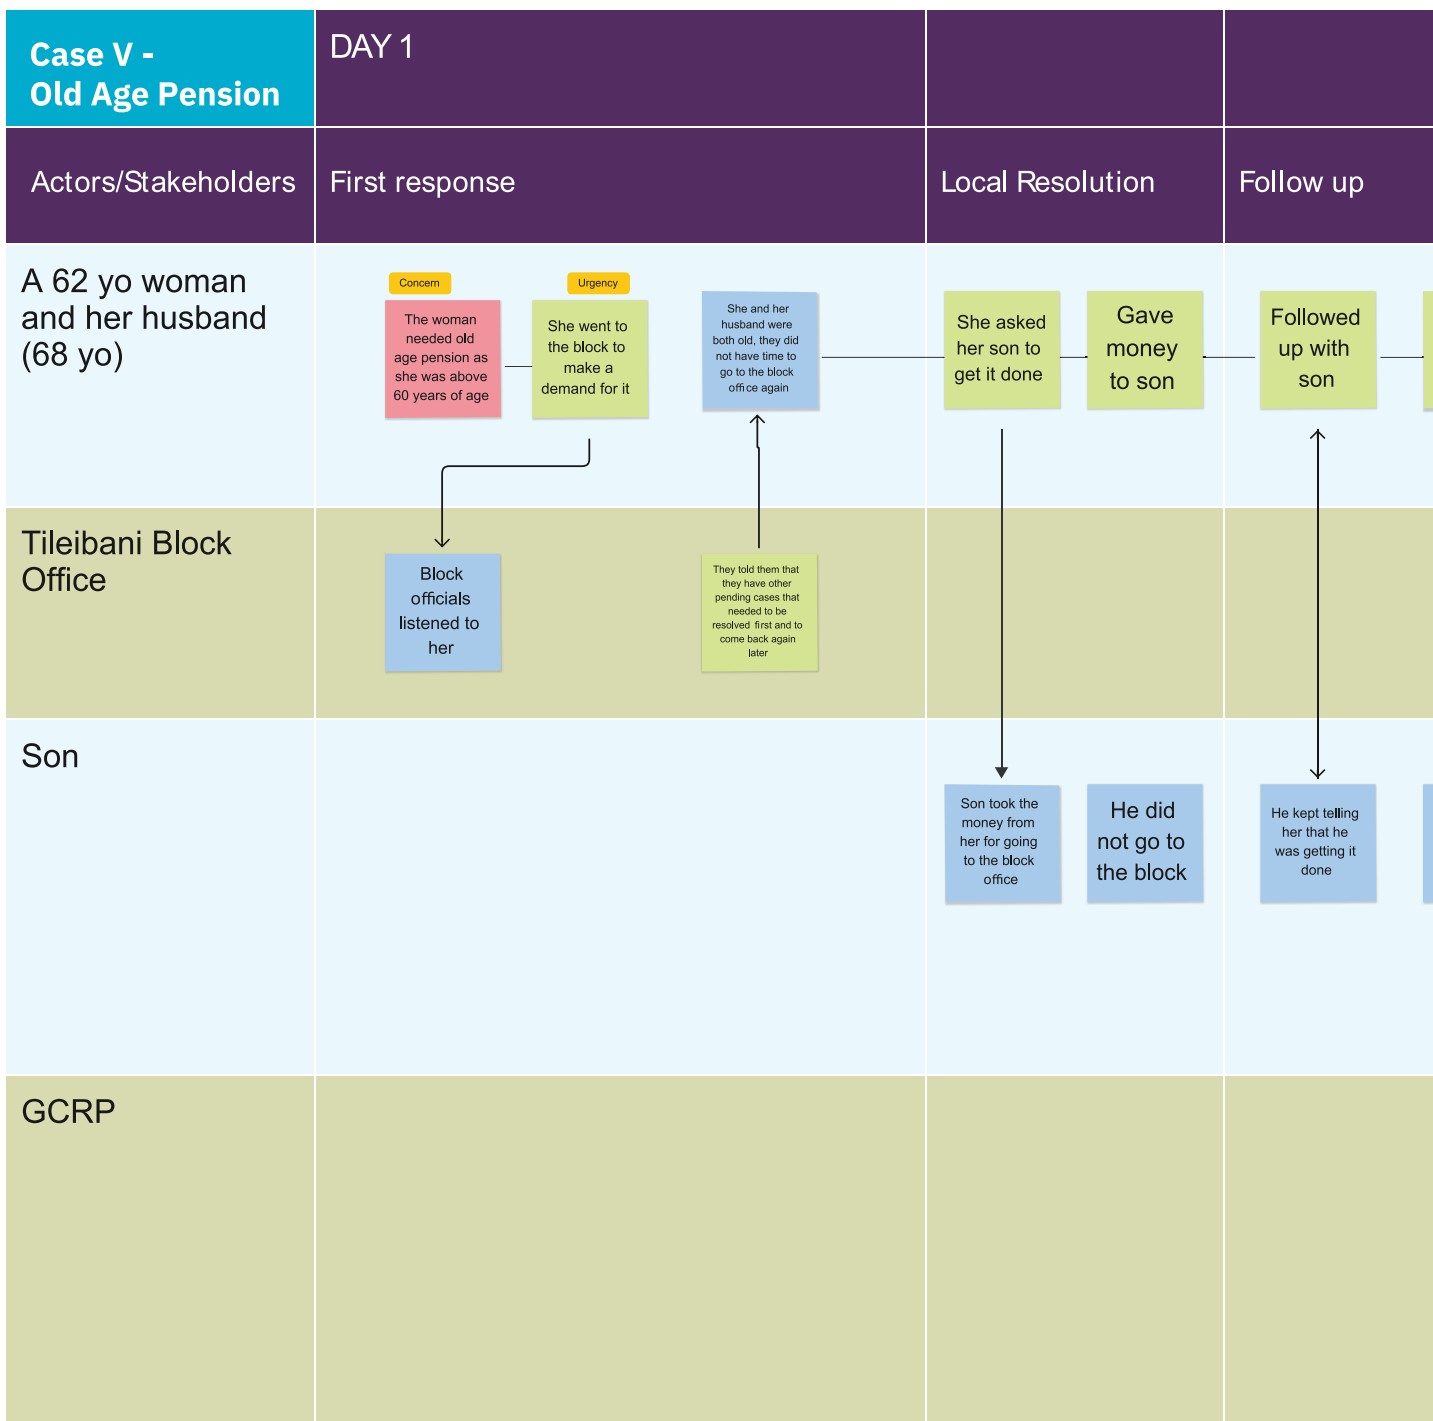 Case V -
Old Age Pension
DAY 1
Actors/Stakeholders
First response
Local Resolution
Follow up
A 62 yo woman
and her husband
(68 yo)
Concern
The woman
needed old
age pension as
she was above
60 years of age
Urgency
She went to
the block to
make a
demand for it
She and her
husband were
both old, they did
not have time to
go to the block
office again
She asked
her son to
get it done
Gave
money
to son
Followed
up with
son
Tileibani Block
Office
Block
officials
listened to
her
They told them that
they have other
pending cases that
needed to be
resolved first and to
come back again
later
Son
Son took the
money from
her for going
to the block
office
He did
not go to
the block
He kept telling
her that he
was getting it
done
GCRP